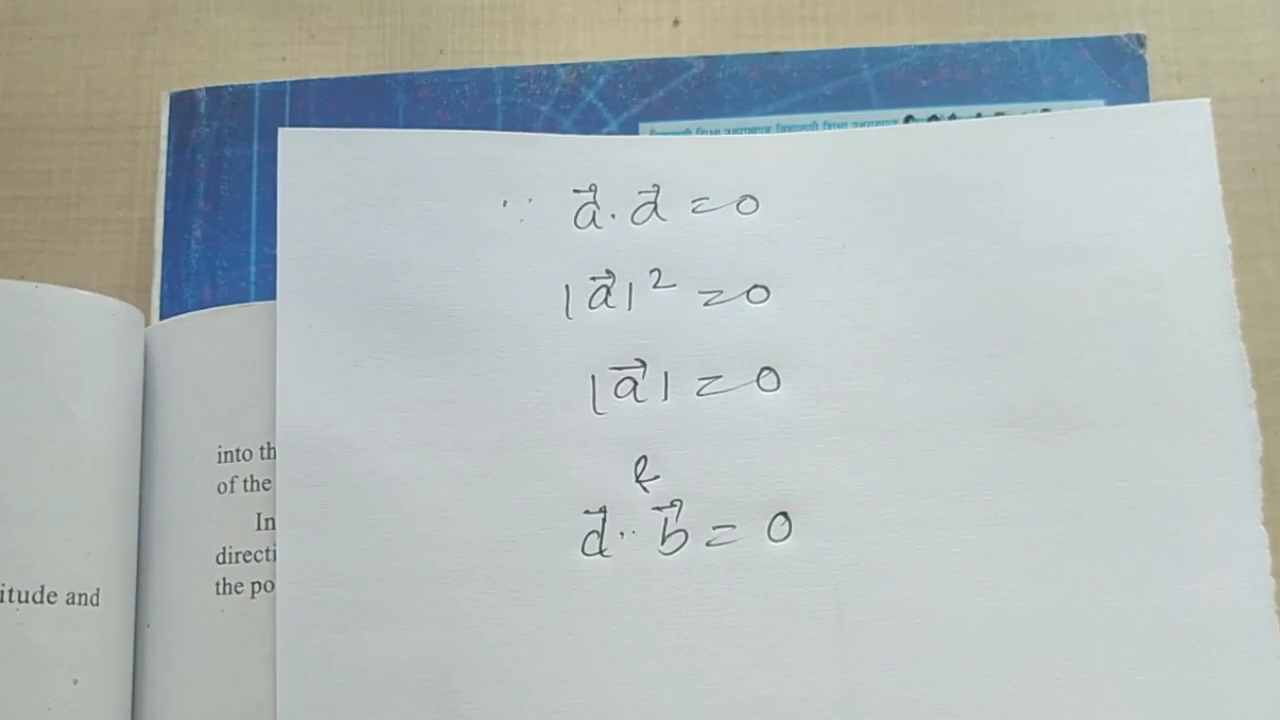 ∵ a⃗ . a⃗ = 0
|a⃗|² = 0
|a⃗| = 0
&
a⃗ . b⃗ = 0
into th
of the
In
directi
the po
itude and